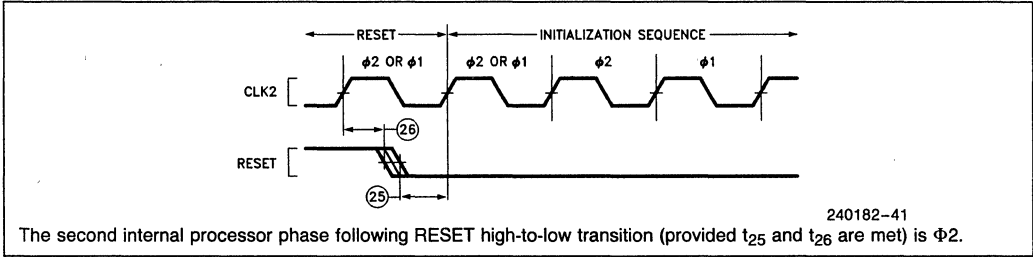 RESET INITIALIZATION SEQUENCE
ϕ2 OR ϕ1 ϕ2 OR ϕ1 ϕ2 ϕ1
CLK2
26
RESET
25
240182-41
The second internal processor phase following RESET high-to-low transition (provided t25 and t26 are met) is Φ2.